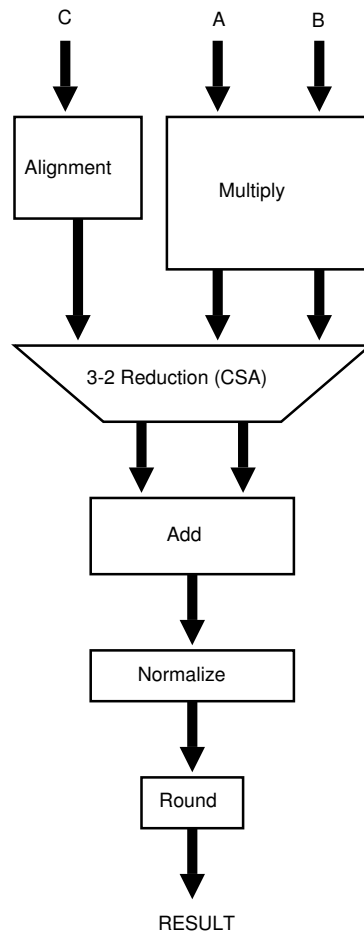 C
A
B
Alignment
Multiply
3-2 Reduction (CSA)
Add
Normalize
Round
RESULT